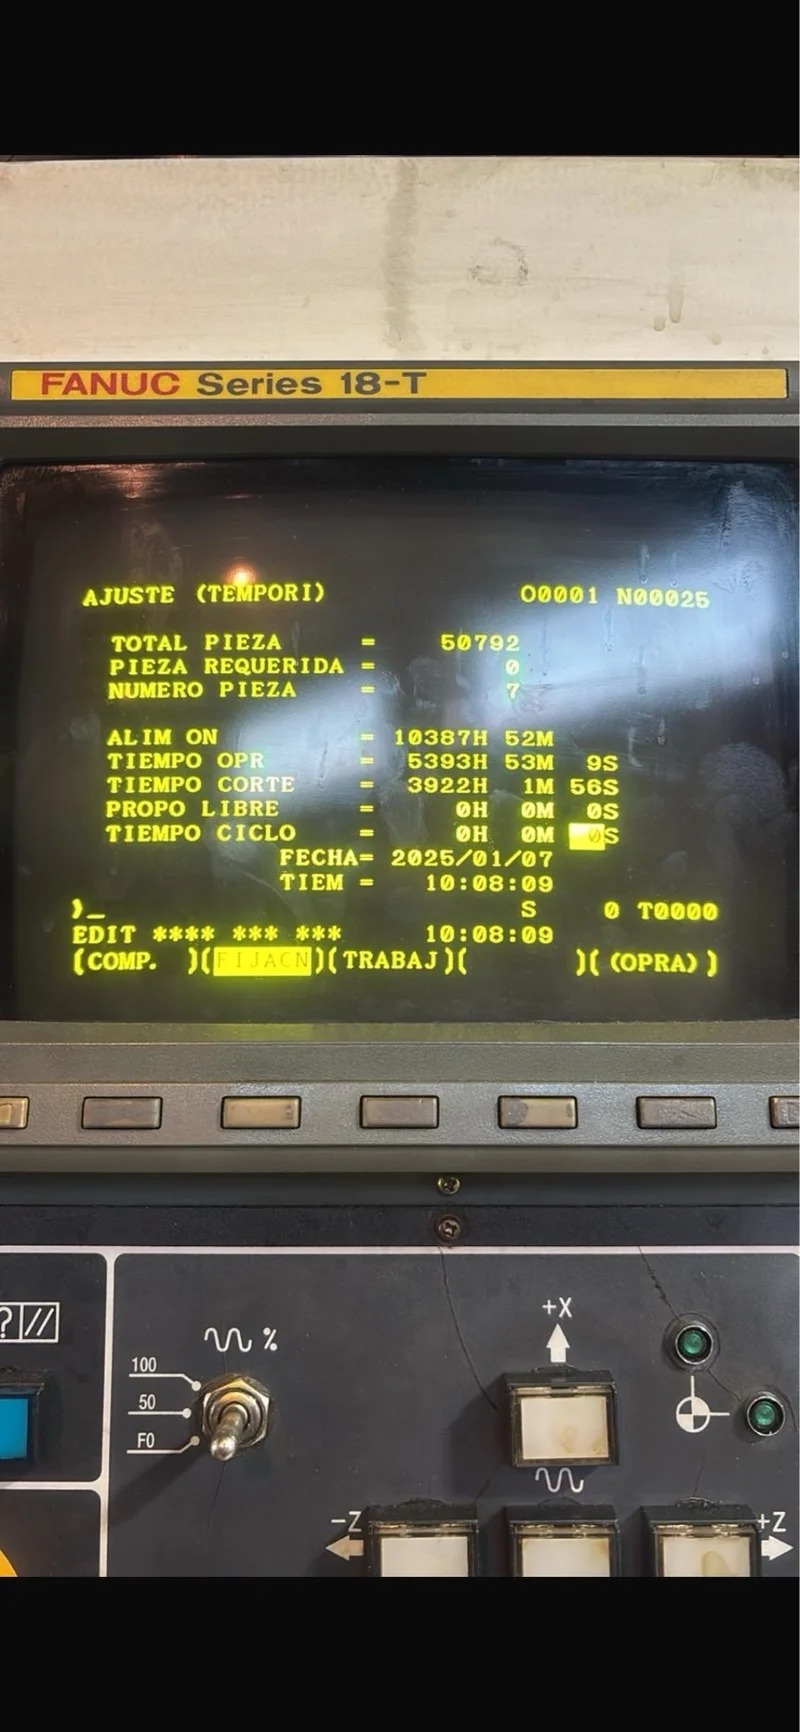 FANUC Series 18-T
AJUSTE (TEMPORI) O0001 N00025
TOTAL PIEZA = 50792
PIEZA REQUERIDA = 0
NUMERO PIEZA = 7
ALIM ON = 10387H 52M
TIEMPO OPR = 5393H 53M 9S
TIEMPO CORTE = 3922H 1M 56S
PROPO LIBRE = 0H 0M 0S
TIEMPO CICLO = 0H 0M 0S
FECHA= 2025/01/07
TIEM = 10:08:09
)_ S 0 T0000
EDIT **** *** *** 10:08:09
(COMP. )(FIJACN)(TRABAJ)( )( (OPRA) )
? //
%
100
50
F0
+X
-Z
+Z